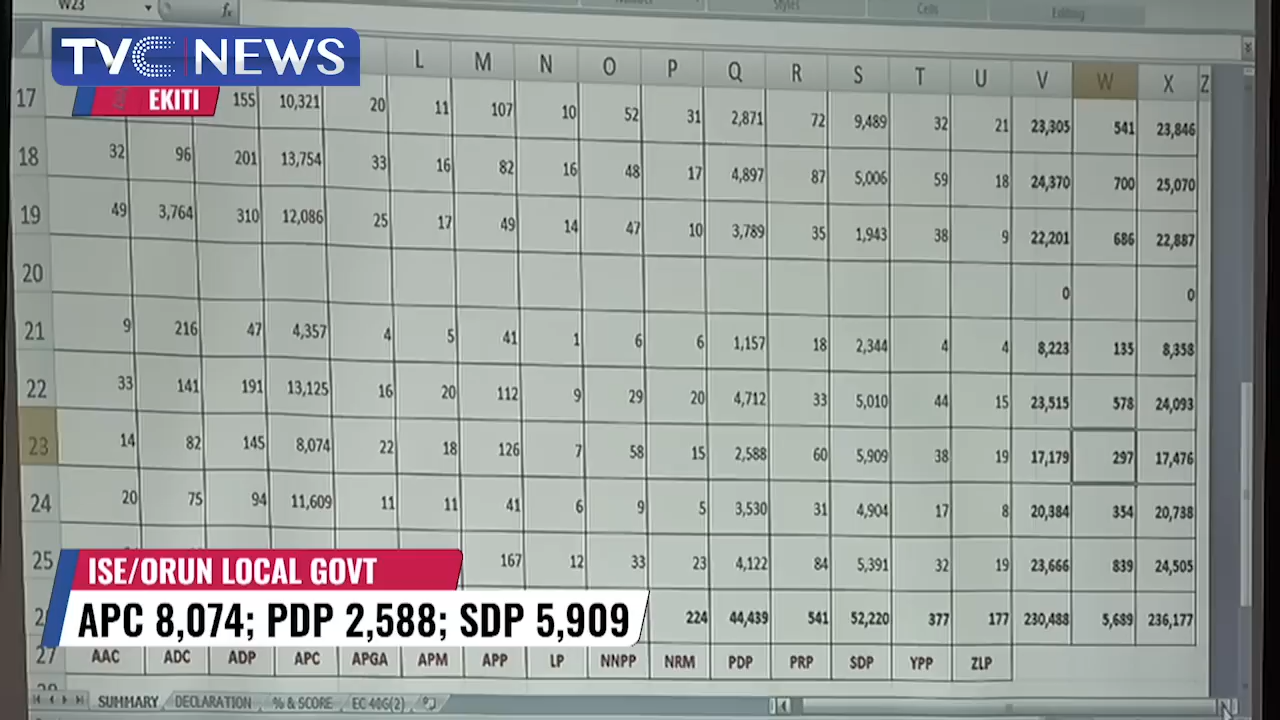 W23
TVC NEWS
EKITI
Styles
Cells
Editing
L M N O P Q R S T U V W X Z
17 155 10,321 20 11 107 10 52 31 2,871 72 9,489 32 21 23,305 541 23,846
18 32 96 201 13,754 33 16 82 16 48 17 4,897 87 5,006 59 18 24,370 700 25,070
19 49 3,764 310 12,086 25 17 49 14 47 10 3,789 35 1,943 38 9 22,201 686 22,887
20 0 0
21 9 216 47 4,357 4 5 41 1 6 6 1,157 18 2,344 4 4 8,223 135 8,358
22 33 141 191 13,125 16 20 112 9 29 20 4,712 33 5,010 44 15 23,515 578 24,093
23 14 82 145 8,074 22 18 126 7 58 15 2,588 60 5,909 38 19 17,179 297 17,476
24 20 75 94 11,609 11 11 41 6 9 5 3,530 31 4,904 17 8 20,384 354 20,738
25 167 12 33 23 4,122 84 5,391 32 19 23,666 839 24,505
ISE/ORUN LOCAL GOVT
224 44,439 541 52,220 377 177 230,488 5,689 236,177
APC 8,074; PDP 2,588; SDP 5,909
27 AAC ADC ADP APC APGA APM APP LP NNPP NRM PDP PRP SDP YPP ZLP
SUMMARY DECLARATION % & SCORE EC 40G(2)